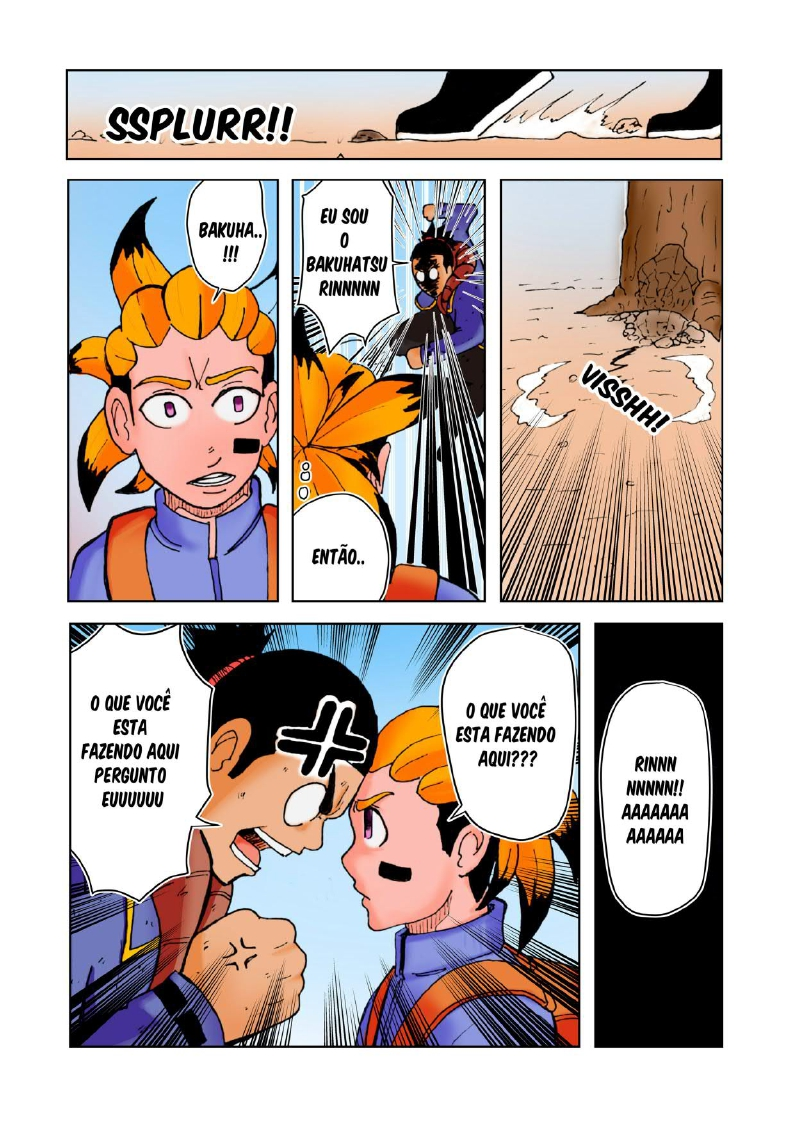 SSPLURR!!
VISSHH!
EU SOU
O
BAKUHATSU
RINNNNN
ENTÃO..
BAKUHA..
!!!
RINNN
NNNNN!!
AAAAAAA
AAAAAA
O QUE VOCÊ
ESTA FAZENDO
AQUI???
O QUE VOCÊ
ESTA
FAZENDO AQUI
PERGUNTO
EUUUUUU